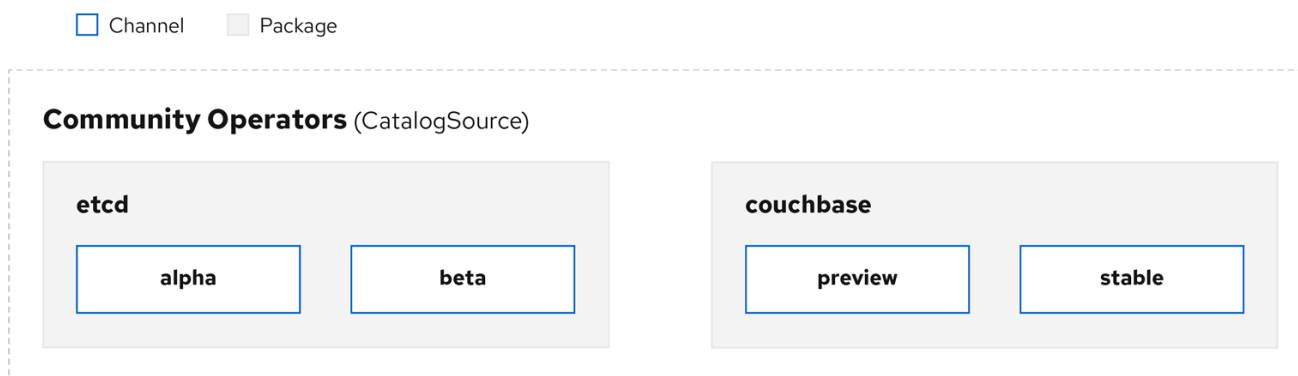 Channel Package
Community Operators (CatalogSource)
etcd
alpha beta
couchbase
preview stable